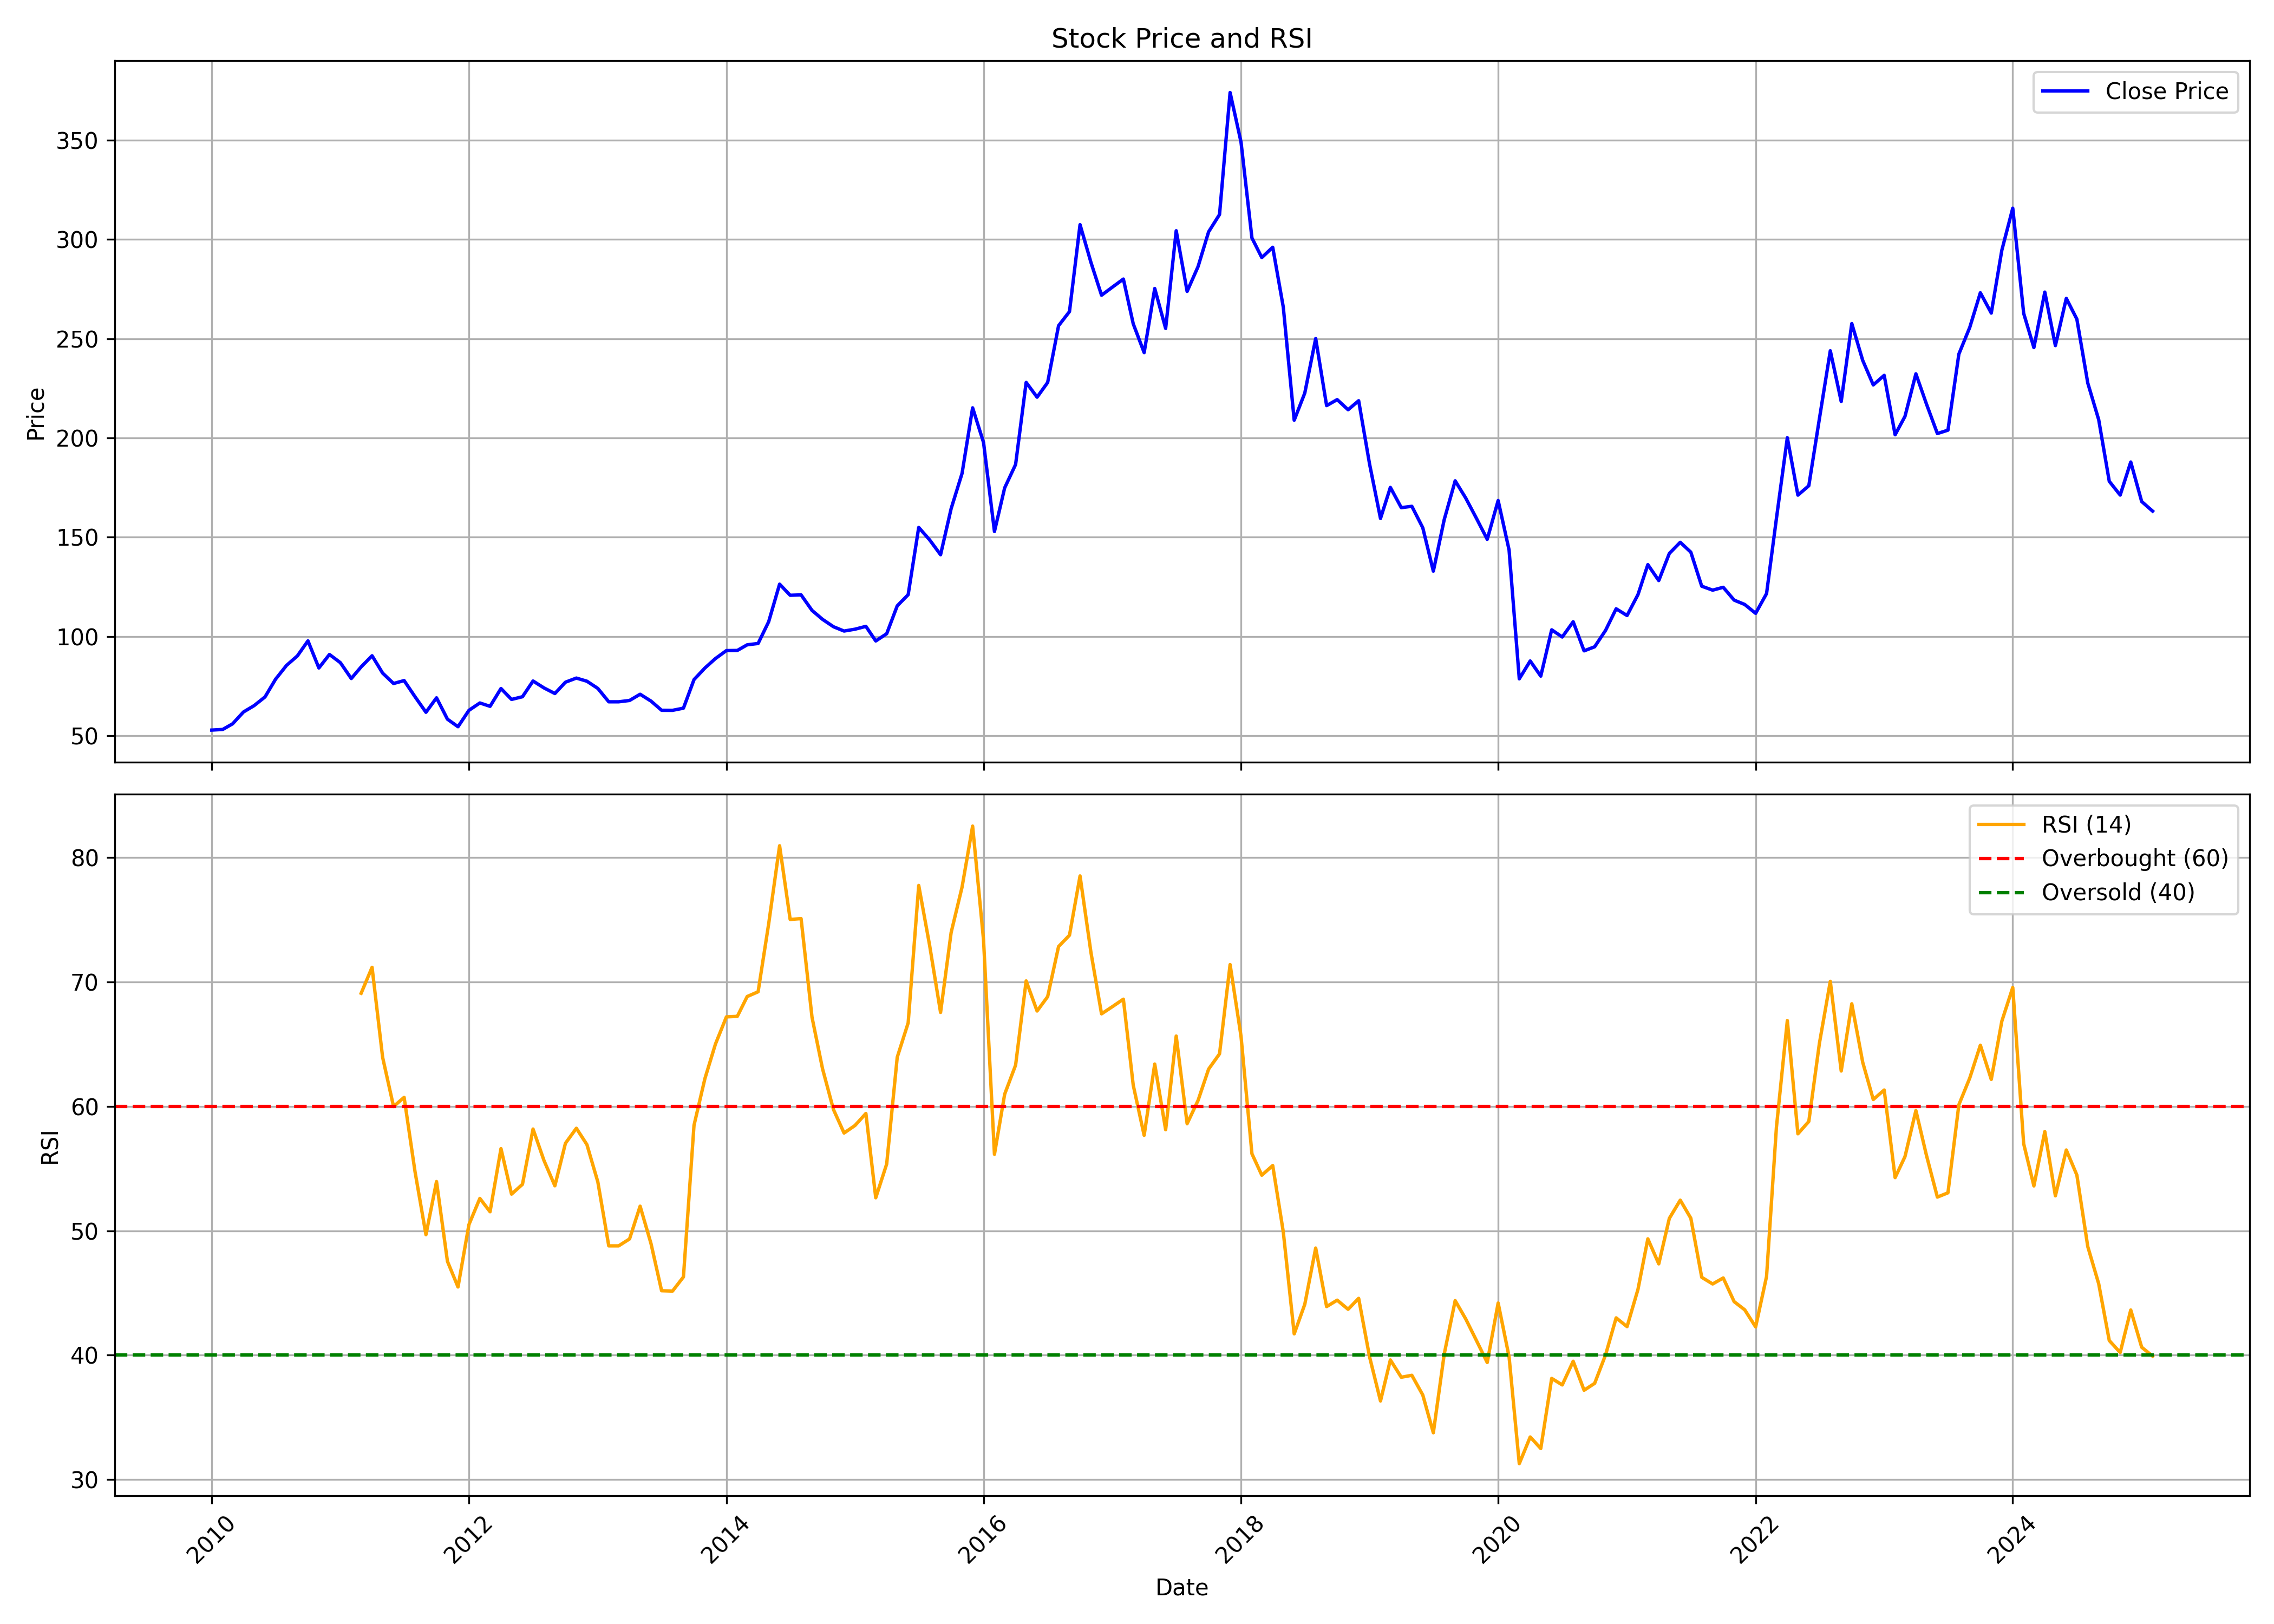 Stock Price and RSI
Close Price
350
300
250
200
150
100
50
Price
RSI (14)
Overbought (60)
Oversold (40)
80
70
60
50
40
30
RSI
2010
2012
2014
2016
2018
2020
2022
2024
Date